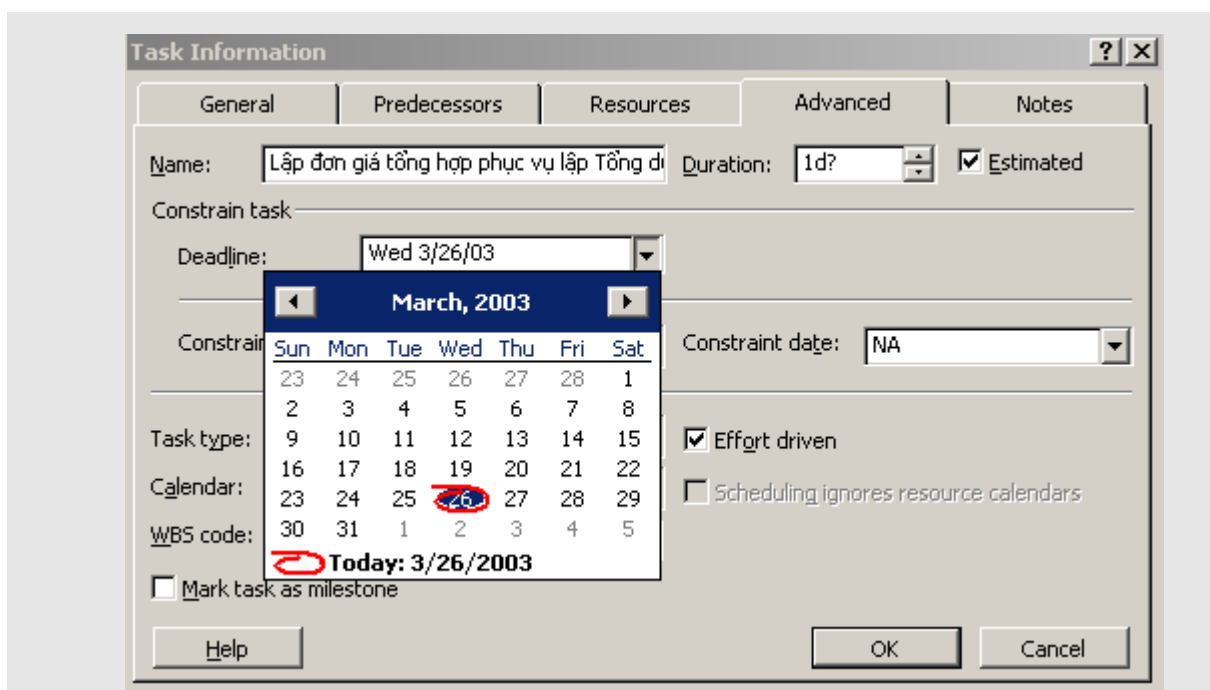 Task Information
General Predecessors Resources Advanced Notes
Name: Lập đơn giá tổng hợp phục vụ lập Tổng Duration: 1d? Estimated
Constrain task
Deadline: Wed 3/26/03
March, 2003
Constrain Constraint date: NA
Sun Mon Tue Wed Thu Fri Sat
23 24 25 26 27 28 1
2 3 4 5 6 7 8
Task type: 9 10 11 12 13 14 15 Effort driven
16 17 18 19 20 21 22
Calendar: 23 24 25 26 27 28 29 Scheduling ignores resource calendars
WBS code: 30 31 1 2 3 4 5
Today: 3/26/2003
Mark task as milestone
Help OK Cancel